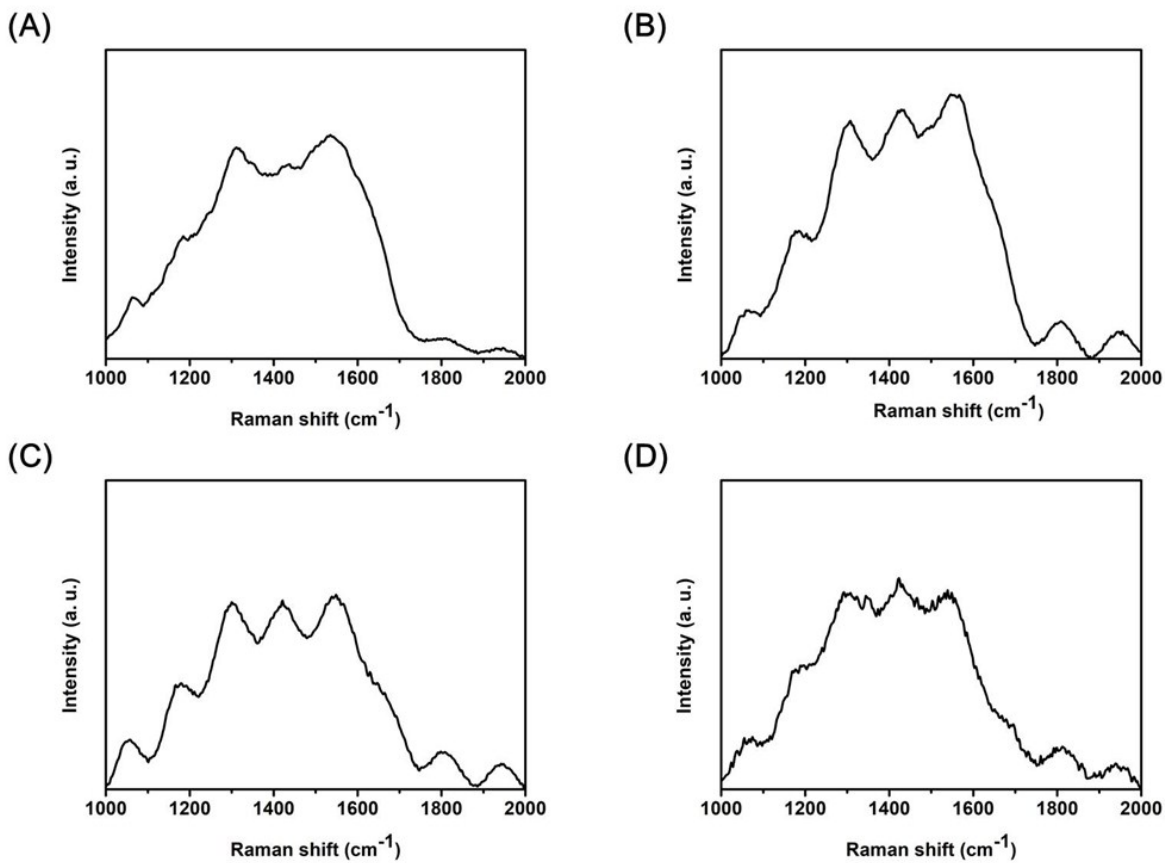 (A)
Intensity (a. u.)
1000 1200 1400 1600 1800 2000
Raman shift (cm-1)
(B)
Intensity (a. u.)
1000 1200 1400 1600 1800 2000
Raman shift (cm-1)
(C)
Intensity (a. u.)
1000 1200 1400 1600 1800 2000
Raman shift (cm-1)
(D)
Intensity (a. u.)
1000 1200 1400 1600 1800 2000
Raman shift (cm-1)